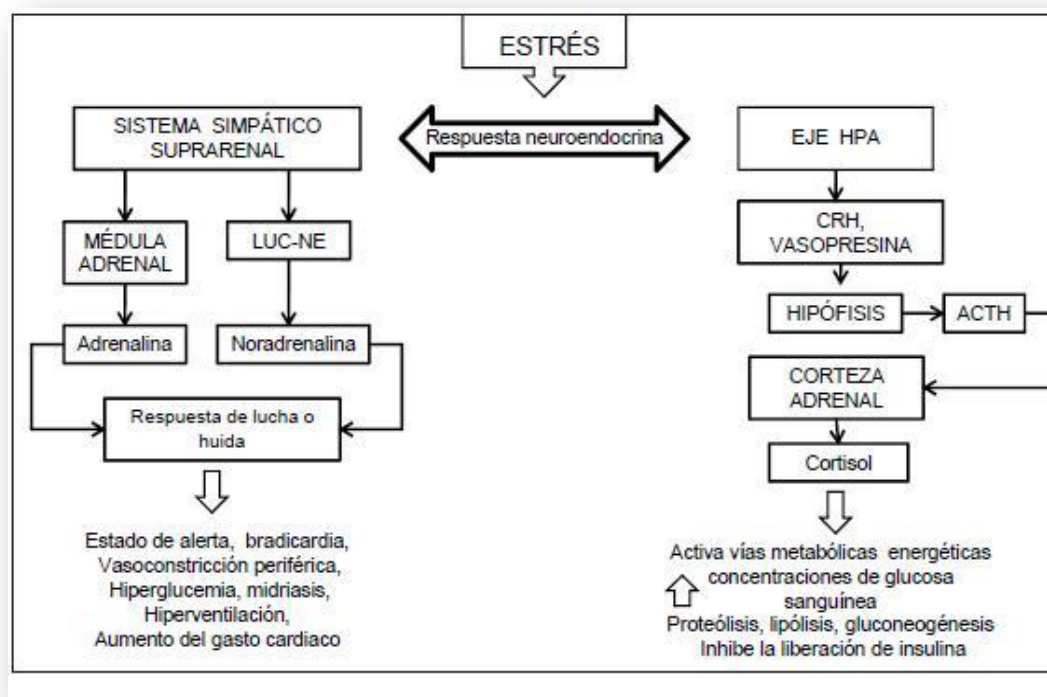 ESTRÉS
SISTEMA SIMPÁTICO
SUPRARENAL
Respuesta neuroendocrina
EJE HPA
MÉDULA
ADRENAL
LUC-NE
CRH,
VASOPRESINA
HIPÓFISIS
ACTH
Adrenalina
Noradrenalina
CORTEZA
ADRENAL
Respuesta de lucha o
huida
Cortisol
Estado de alerta, bradicardia,
Vasoconstricción periférica,
Hiperglucemia, midriasis,
Hiperventilación,
Aumento del gasto cardiaco
Activa vías metabólicas energéticas
concentraciones de glucosa
sanguínea
Proteólisis, lipólisis, gluconeogénesis
Inhibe la liberación de insulina